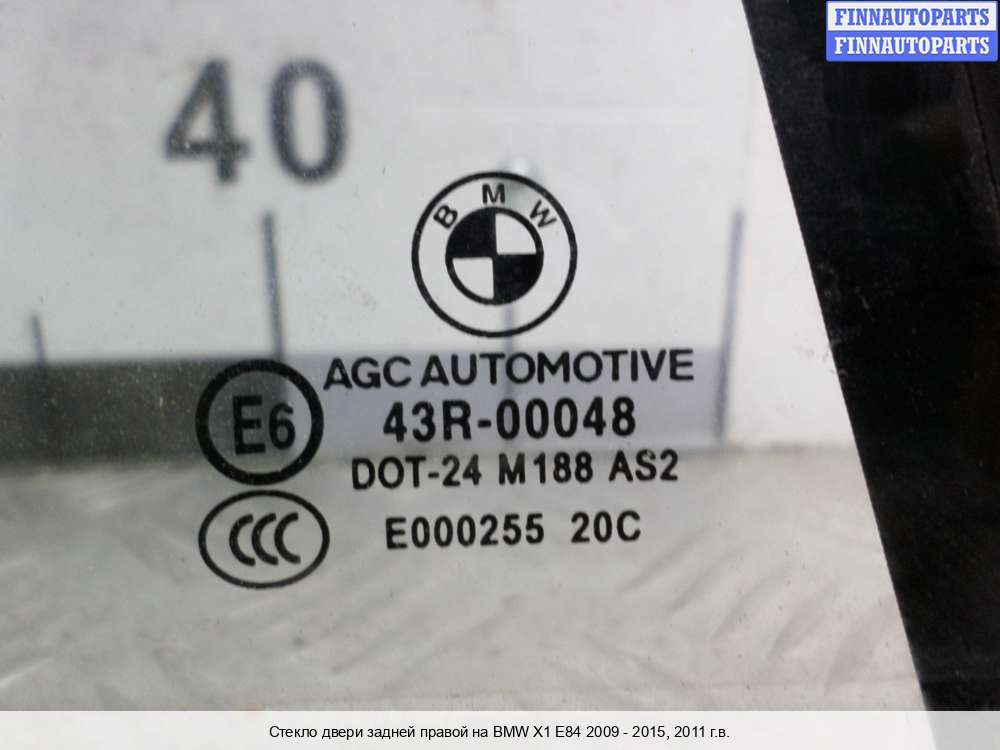 FINNAUTOPARTS
FINNAUTOPARTS
40
BMW
AGC AUTOMOTIVE
E6 43R-00048
DOT-24 M188 AS2
CCC E000255 20C
Стекло двери задней правой на BMW X1 E84 2009 - 2015, 2011 г.в.